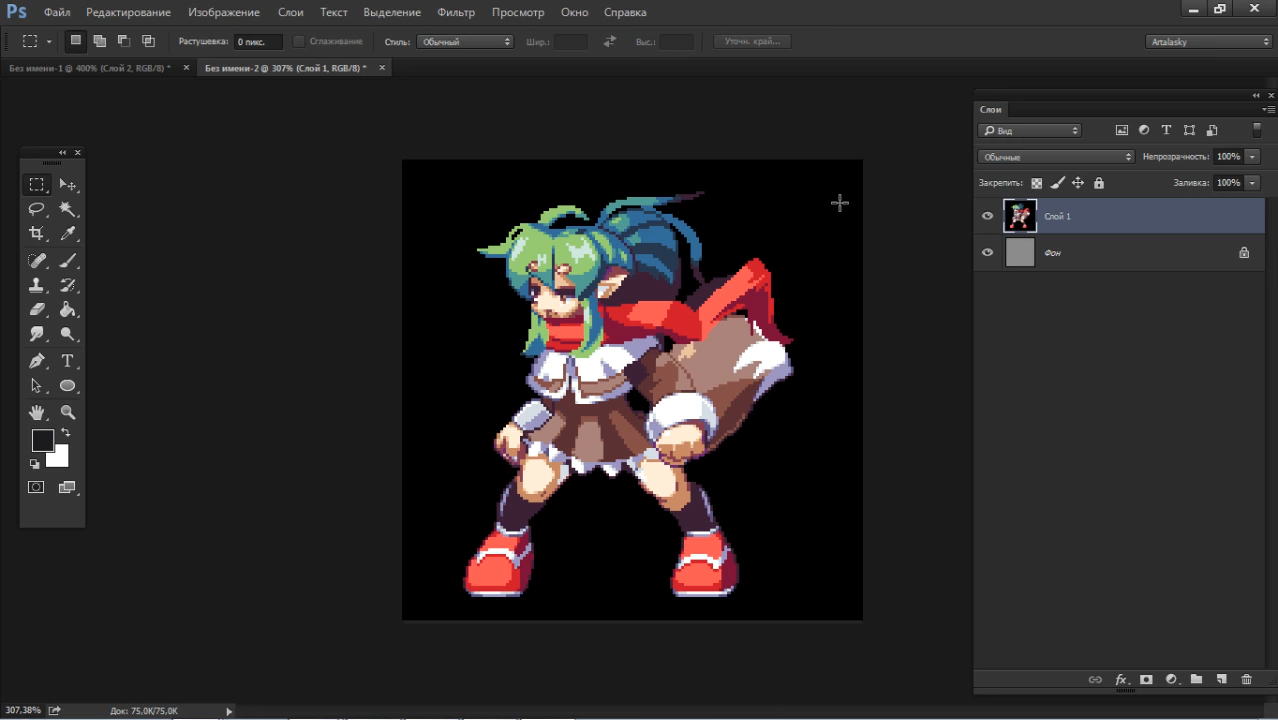 Ps Файл Редактирование Изображение Слои Текст Выделение Фильтр Просмотр Окно Справка
Растушевка: 0 пикс. Сглаживание Стиль: Обычный Шир.: Выс.: Уточн. край... Artalasky
Без имени-1 @ 400% (Слой 2, RGB/8) * Без имени-2 @ 307% (Слой 1, RGB/8) *
Слои
Вид
Обычные Непрозрачность: 100%
Закрепить: Заливка: 100%
Слой 1
Фон
307,38% Док: 75,0K/75,0K